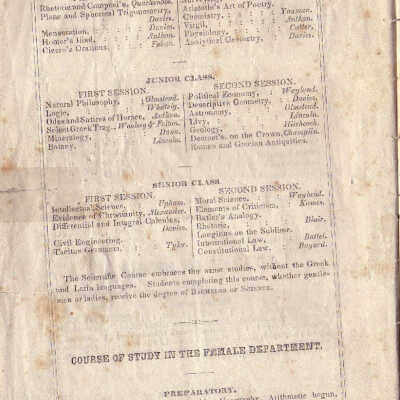 Rhetoric and Compos'n, Quackenbos.
Plane and Spherical Trigonometry,
Davies.
Mensuration, Davies.
Homer's Iliad, Anthon.
Cicero's Orations, Folsom.
Aristotle's Art of Poetry.
Chemistry, Youman.
Virgil, Anthon.
Physiology, Cutter.
Analytical Geometry, Davies.
JUNIOR CLASS.
FIRST SESSION.
Natural Philosophy, Olmstead.
Logic, Whately.
Odes and Satires of Horace, Anthon.
Select Greek Trag., Woolsey & Felton.
Mineralogy, Dana.
Botany, Lincoln.
SECOND SESSION.
Political Economy, Wayland.
Descriptive Geometry, Davies.
Astronomy, Olmstead.
Livy, Lincoln.
Geology, Hitchcock.
Demost's. on the Crown, Champlin.
Roman and Grecian Antiquities.
SENIOR CLASS.
FIRST SESSION.
Intellectual Science, Upham.
Evidence of Christianity, Alexander.
Differential and Integral Calculus,
Davies.
Civil Engineering.
Tacitus Germania, Tyler.
SECOND SESSION.
Moral Science, Wayland.
Elements of Criticism, Kames.
Butler's Analogy.
Rhetoric, Blair.
Longinus on the Sublime.
International Law, Vattel.
Constitutional Law, Bayard.
The Scientific Course embraces the same studies, without the Greek
and Latin languages. Students completing this course, whether gentle-
men or ladies, receive the degree of BACHELOR OF SCIENCE.
COURSE OF STUDY IN THE FEMALE DEPARTMENT.
PREPARATORY.
Arithmetic begun,